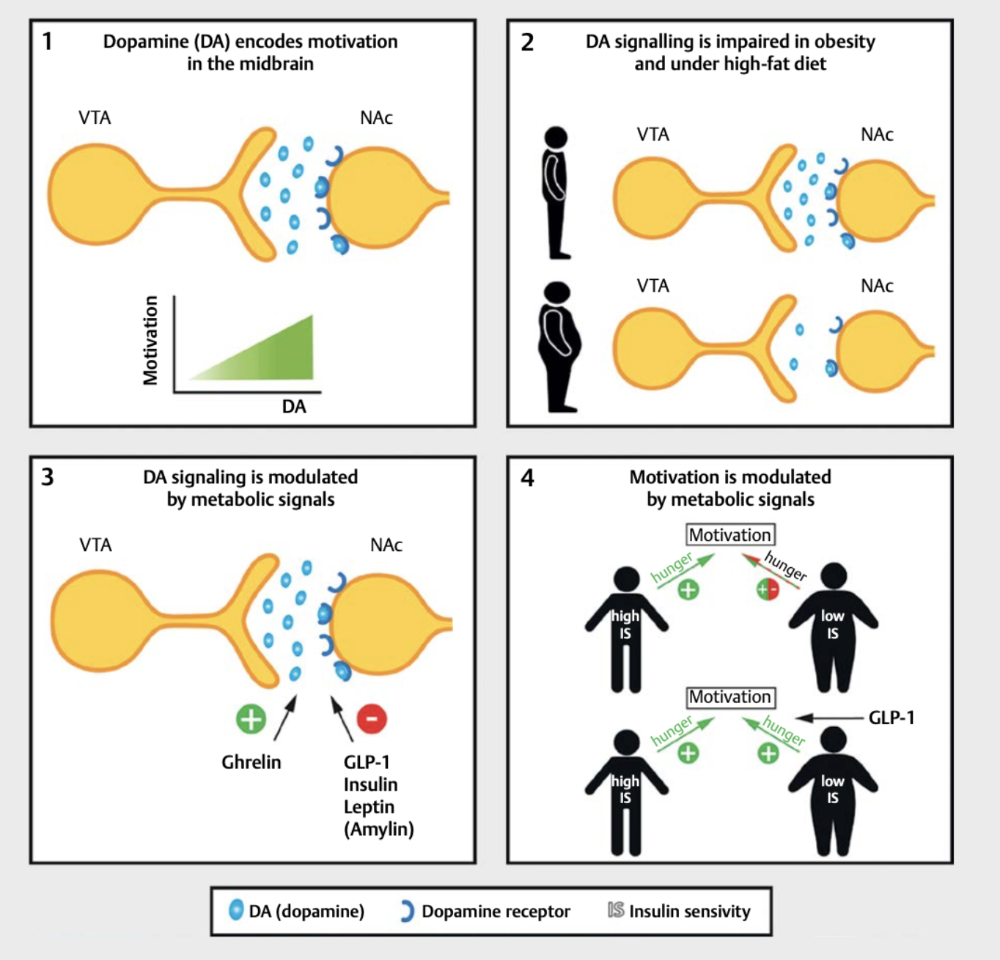 1
Dopamine (DA) encodes motivation
in the midbrain
VTA
NAc
Motivation
DA
2
DA signalling is impaired in obesity
and under high-fat diet
VTA
NAc
VTA
NAc
3
DA signaling is modulated
by metabolic signals
VTA
NAc
+
-
Ghrelin
GLP-1
Insulin
Leptin
(Amylin)
4
Motivation is modulated
by metabolic signals
Motivation
hunger
hunger
+
+-
high
IS
low
IS
Motivation
GLP-1
hunger
hunger
+
+
high
IS
low
IS
DA (dopamine)
Dopamine receptor
IS Insulin sensivity